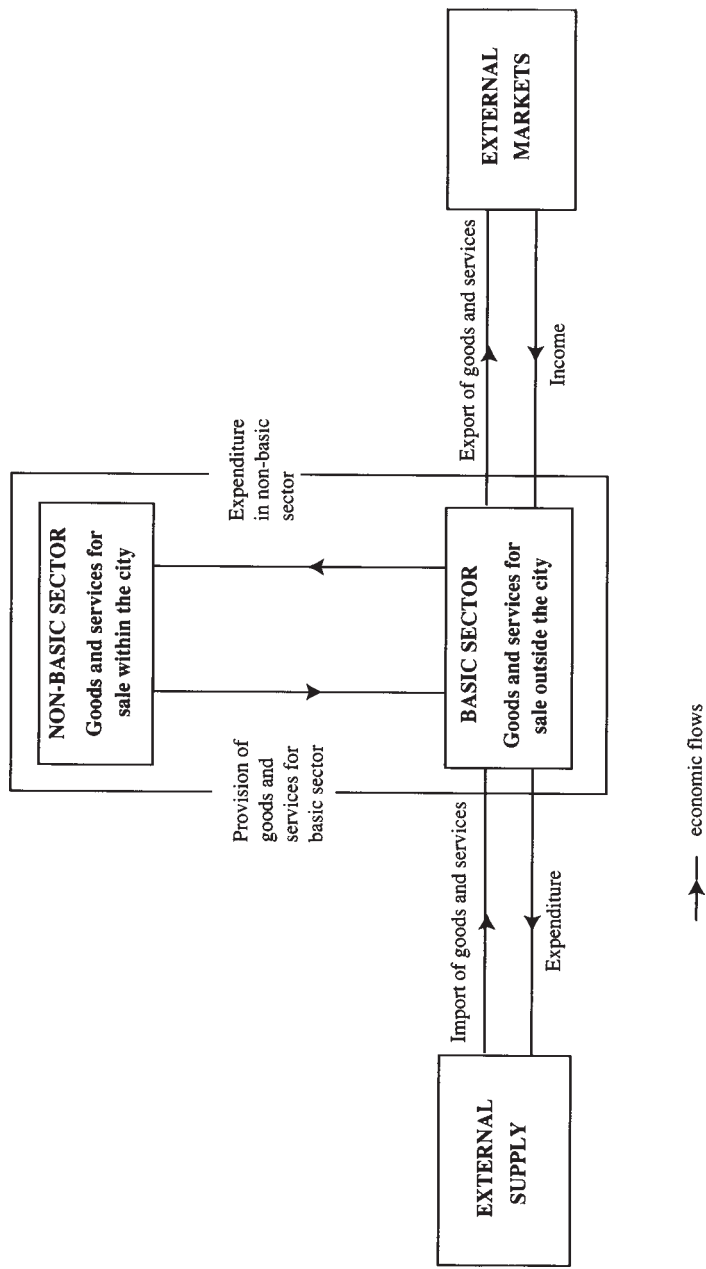 NON-BASIC SECTOR
Goods and services for
sale within the city
Provision of
goods and
services for
basic sector
Expenditure
in non-basic
sector
EXTERNAL
SUPPLY
Import of goods and services
Expenditure
BASIC SECTOR
Goods and services for
sale outside the city
Export of goods and services
Income
EXTERNAL
MARKETS
economic flows